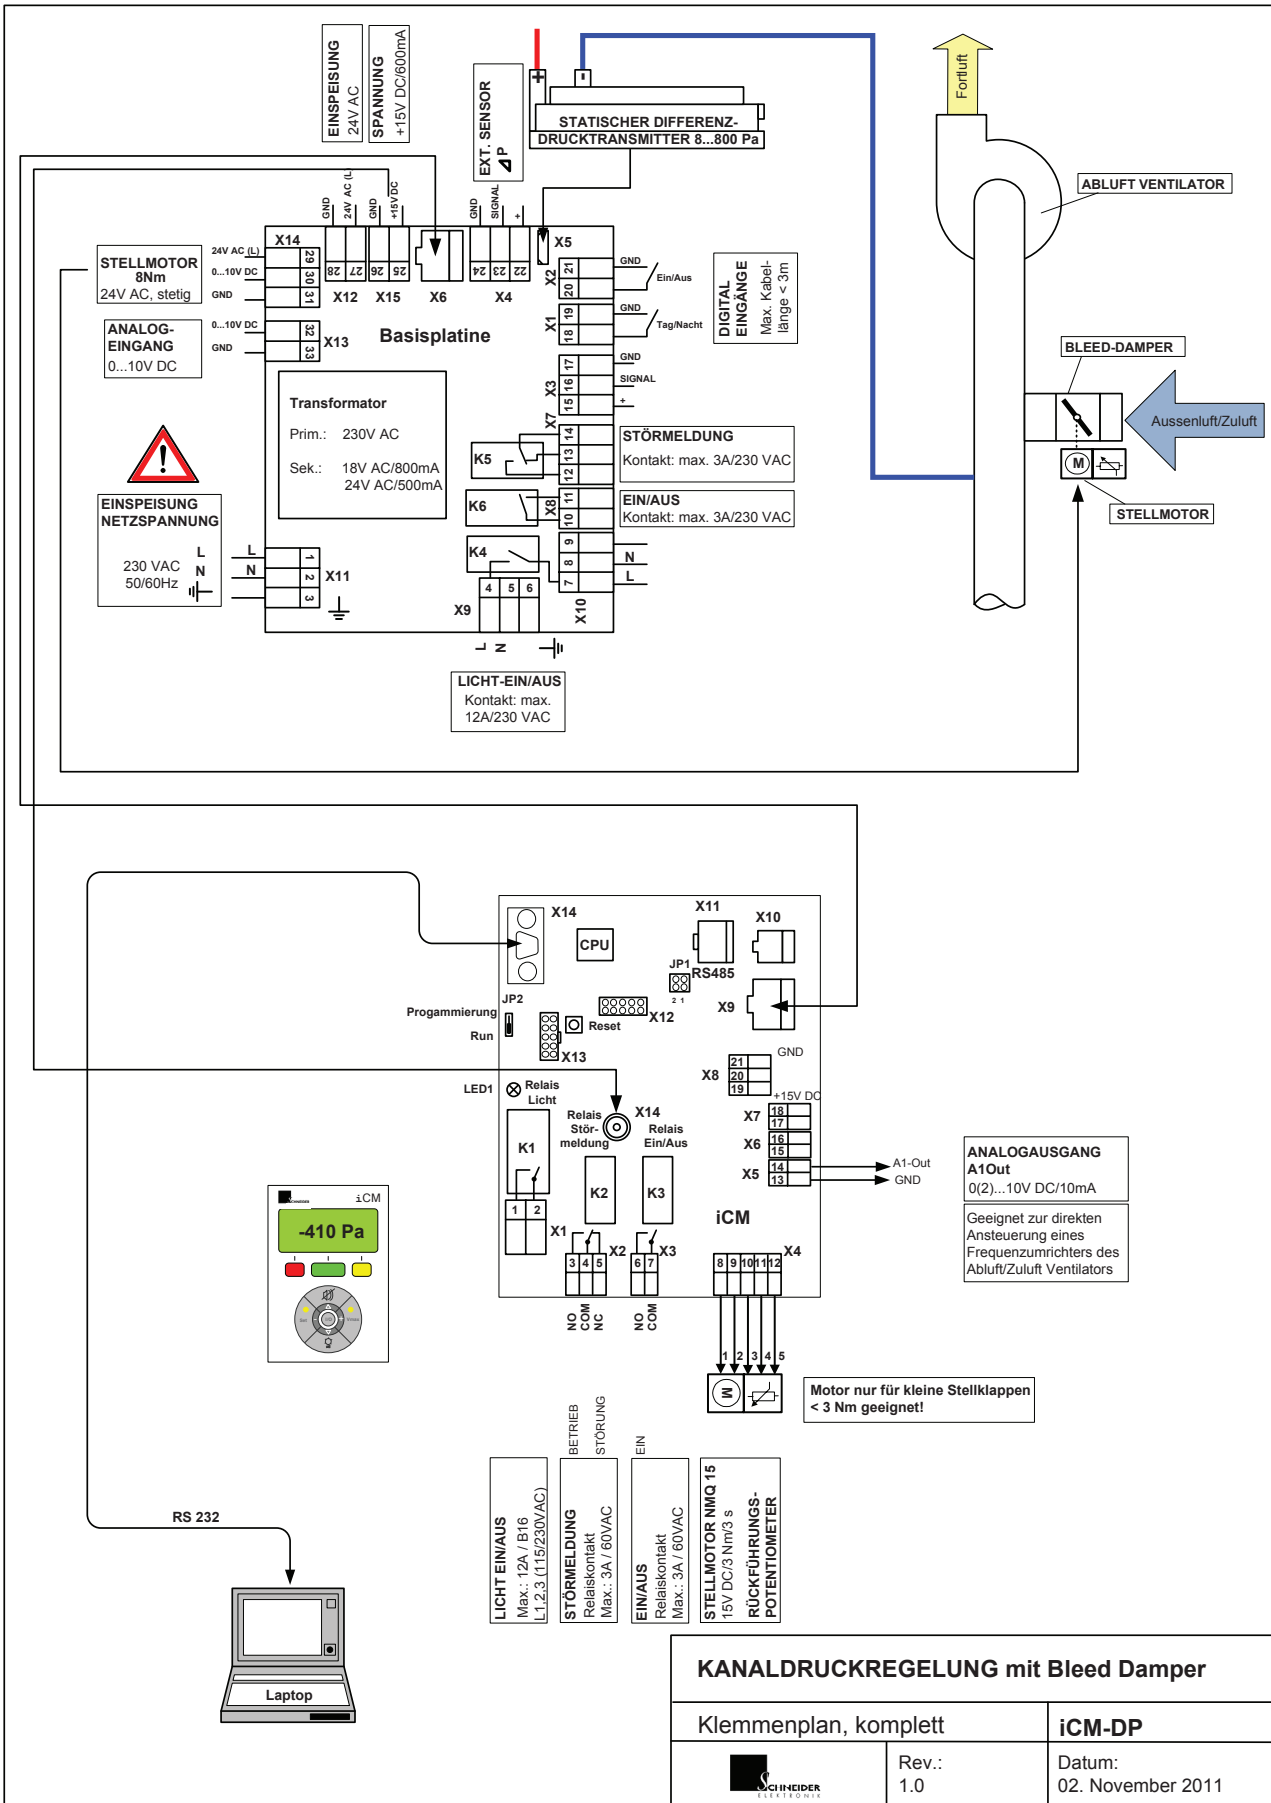 EINSPEISUNG
24V AC
SPANNUNG
+15V DC/600mA
EXT. SENSOR
⊿P
+
-
STATISCHER DIFFERENZ-
DRUCKTRANSMITTER 8...800 Pa
Fortluft
ABLUFT VENTILATOR
GND
24V AC (L)
GND
+15V DC
GND
SIGNAL
+
X14
28
27
26
25
24
23
22
X12
X15
X6
X4
X5
STELLMOTOR
8Nm
24V AC, stetig
24V AC (L)
0...10V DC
GND
29
30
31
ANALOG-
EINGANG
0...10V DC
0...10V DC
GND
32
33
X13
Basisplatine
X2
21
20
GND
Ein/Aus
X1
19
18
GND
Tag/Nacht
DIGITAL
EINGÄNGE
Max. Kabel-
länge < 3m
X3
17
16
15
GND
SIGNAL
+
BLEED-DAMPER
Aussenluft/Zuluft
M
STELLMOTOR
Transformator
Prim.: 230V AC
Sek.: 18V AC/800mA
24V AC/500mA
X7
14
13
12
K5
STÖRMELDUNG
Kontakt: max. 3A/230 VAC
K6
X8
11
10
EIN/AUS
Kontakt: max. 3A/230 VAC
!
EINSPEISUNG
NETZSPANNUNG
230 VAC
50/60Hz
L
N
L
N
1
2
3
X11
K4
9
8
7
N
L
X10
4 5 6
X9
L
N
LICHT-EIN/AUS
Kontakt: max.
12A/230 VAC
X14
CPU
X11
X10
RS485
JP1
2 1
X9
JP2
Progammierung
Run
X12
Reset
X13
X8
21
20
19
GND
+15V DC
LED1
Relais
Licht
K1
1 2
X1
Relais
Stör-
meldung
X14
Relais
Ein/Aus
K2
K3
X7
18
17
X6
16
15
X5
14
13
A1-Out
GND
ANALOGAUSGANG
A1Out
0(2)...10V DC/10mA
Geeignet zur direkten
Ansteuerung eines
Frequenzumrichters des
Abluft/Zuluft Ventilators
iCM
3 4 5
X2
6 7
X3
8 9 10 11 12
X4
NO
COM
NC
NO
COM
1 2 3 4 5
M
Motor nur für kleine Stellklappen
< 3 Nm geeignet!
SCHNEIDER
iCM
-410 Pa
BETRIEB
STÖRUNG
EIN
LICHT EIN/AUS
Max.: 12A / B16
L1,2,3 (115/230VAC)
STÖRMELDUNG
Relaiskontakt
Max.: 3A / 60VAC
EIN/AUS
Relaiskontakt
Max.: 3A / 60VAC
STELLMOTOR NMQ 15
15V DC/3 Nm/3 s
RÜCKFÜHRUNGS-
POTENTIOMETER
RS 232
Laptop
KANALDRUCKREGELUNG mit Bleed Damper
Klemmenplan, komplett
iCM-DP
SCHNEIDER
ELEKTRONIK
Rev.:
1.0
Datum:
02. November 2011